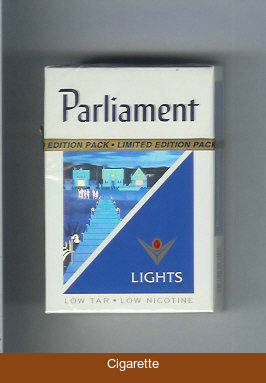 Parliament
EDITION PACK • LIMITED EDITION PACK
LIGHTS
LOW TAR • LOW NICOTINE
Cigarette